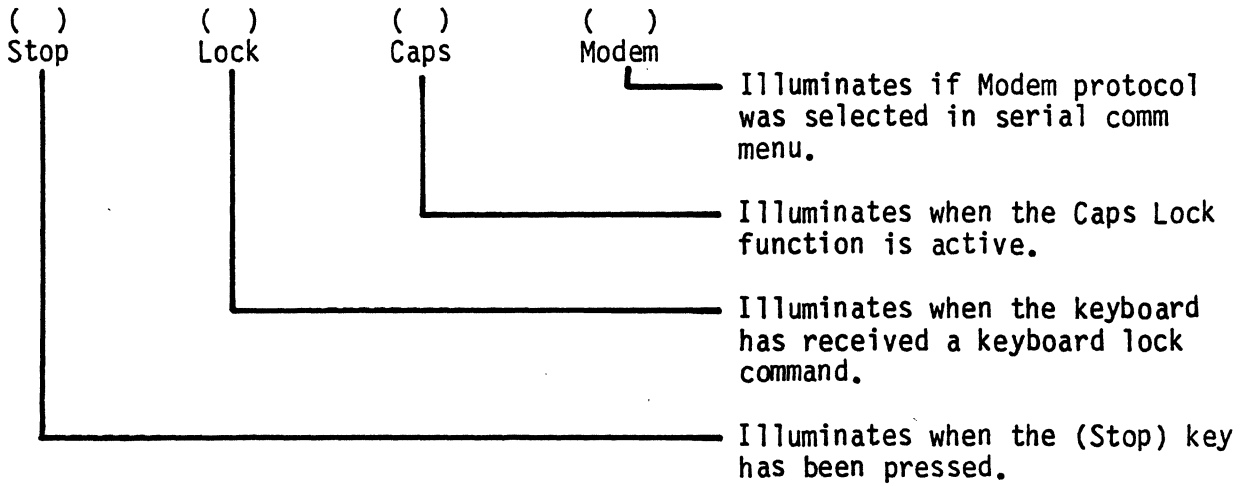 ( ) ( ) ( ) ( )
Stop Lock Caps Modem
Illuminates if Modem protocol
was selected in serial comm
menu.
Illuminates when the Caps Lock
function is active.
Illuminates when the keyboard
has received a keyboard lock
command.
Illuminates when the (Stop) key
has been pressed.